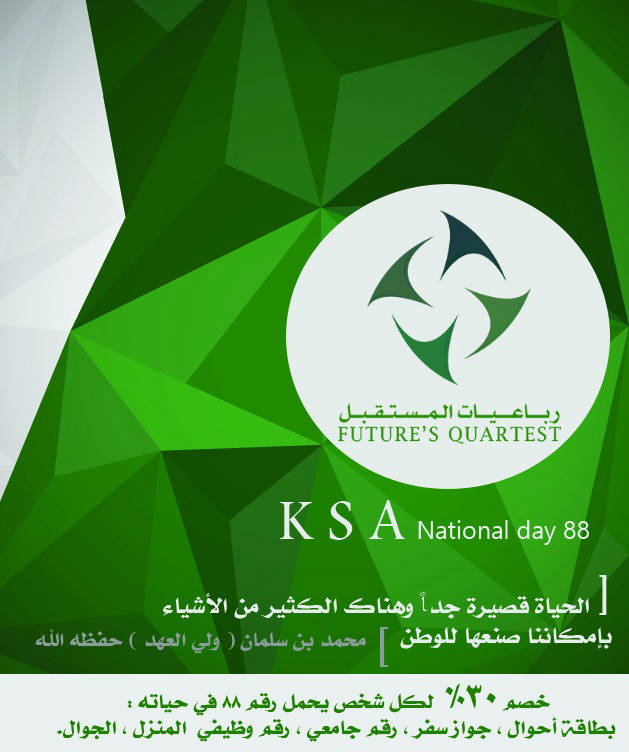 رباعيات المستقبل
FUTURE'S QUARTEST
KSA National day 88
[ الحياة قصيرة جداً وهناك الكثير من الأشياء
بإمكاننا صنعها للوطن ] محمد بن سلمان ( ولي العهد ) حفظه الله
خصم ٣٠٪ لكل شخص يحمل رقم ٨٨ في حياته :
بطاقة أحوال ، جواز سفر ، رقم جامعي ، رقم وظيفي المنزل ، الجوال.